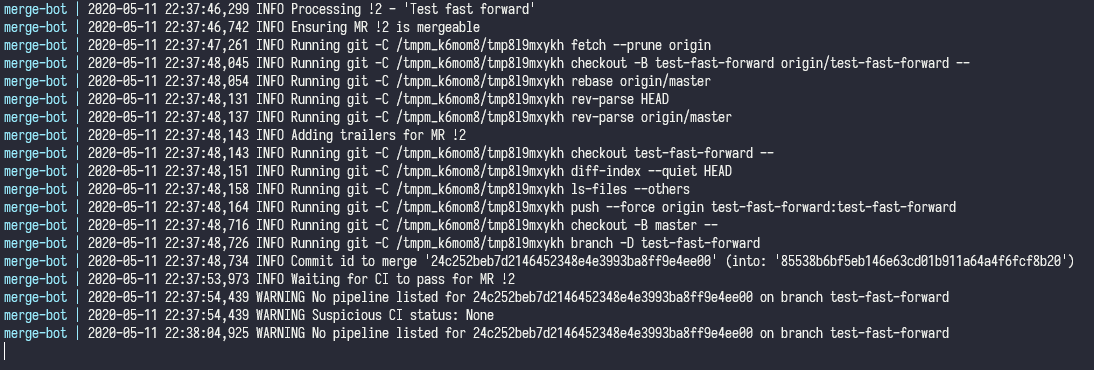 merge-bot | 2020-05-11 22:37:46,299 INFO Processing !2 - 'Test fast forward'
merge-bot | 2020-05-11 22:37:46,742 INFO Ensuring MR !2 is mergeable
merge-bot | 2020-05-11 22:37:47,261 INFO Running git -C /tmpm_k6mom8/tmp8l9mxykh fetch --prune origin
merge-bot | 2020-05-11 22:37:48,045 INFO Running git -C /tmpm_k6mom8/tmp8l9mxykh checkout -B test-fast-forward origin/test-fast-forward --
merge-bot | 2020-05-11 22:37:48,054 INFO Running git -C /tmpm_k6mom8/tmp8l9mxykh rebase origin/master
merge-bot | 2020-05-11 22:37:48,131 INFO Running git -C /tmpm_k6mom8/tmp8l9mxykh rev-parse HEAD
merge-bot | 2020-05-11 22:37:48,137 INFO Running git -C /tmpm_k6mom8/tmp8l9mxykh rev-parse origin/master
merge-bot | 2020-05-11 22:37:48,143 INFO Adding trailers for MR !2
merge-bot | 2020-05-11 22:37:48,143 INFO Running git -C /tmpm_k6mom8/tmp8l9mxykh checkout test-fast-forward --
merge-bot | 2020-05-11 22:37:48,151 INFO Running git -C /tmpm_k6mom8/tmp8l9mxykh diff-index --quiet HEAD
merge-bot | 2020-05-11 22:37:48,158 INFO Running git -C /tmpm_k6mom8/tmp8l9mxykh ls-files --others
merge-bot | 2020-05-11 22:37:48,164 INFO Running git -C /tmpm_k6mom8/tmp8l9mxykh push --force origin test-fast-forward:test-fast-forward
merge-bot | 2020-05-11 22:37:48,716 INFO Running git -C /tmpm_k6mom8/tmp8l9mxykh checkout -B master --
merge-bot | 2020-05-11 22:37:48,726 INFO Running git -C /tmpm_k6mom8/tmp8l9mxykh branch -D test-fast-forward
merge-bot | 2020-05-11 22:37:48,734 INFO Commit id to merge '24c252beb7d2146452348e4e3993ba8ff9e4ee00' (into: '85538b6bf5eb146e63cd01b911a64a4f6fcf8b20')
merge-bot | 2020-05-11 22:37:53,973 INFO Waiting for CI to pass for MR !2
merge-bot | 2020-05-11 22:37:54,439 WARNING No pipeline listed for 24c252beb7d2146452348e4e3993ba8ff9e4ee00 on branch test-fast-forward
merge-bot | 2020-05-11 22:37:54,439 WARNING Suspicious CI status: None
merge-bot | 2020-05-11 22:38:04,925 WARNING No pipeline listed for 24c252beb7d2146452348e4e3993ba8ff9e4ee00 on branch test-fast-forward